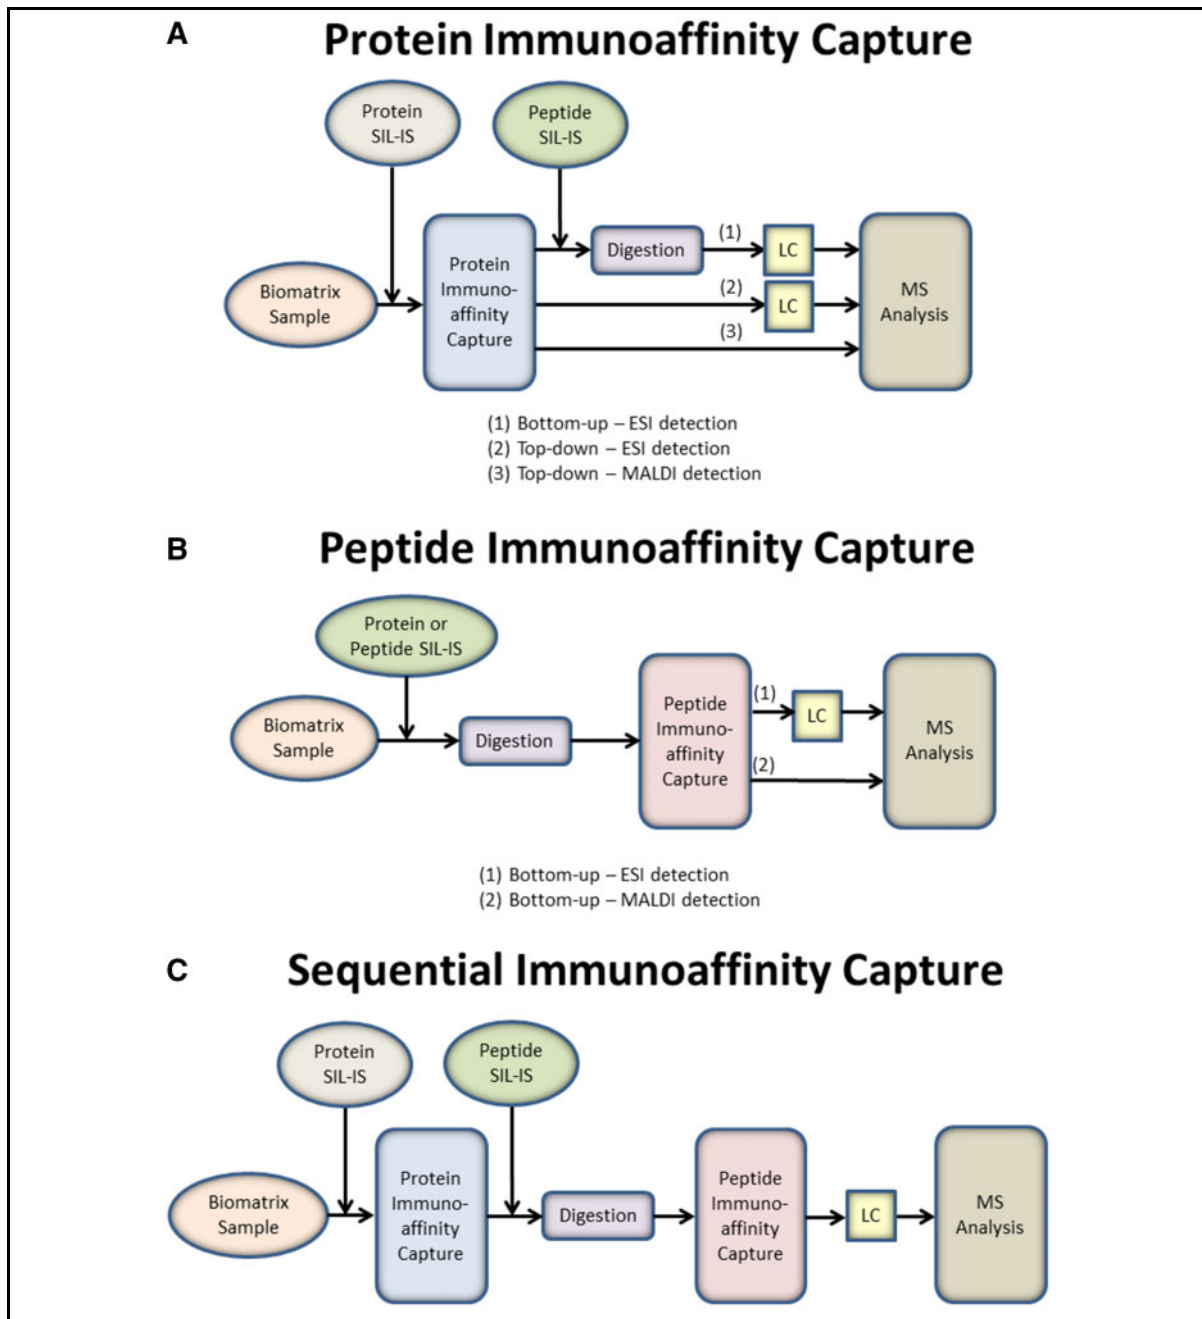 A
Protein Immunoaffinity Capture
Protein
SIL-IS
Peptide
SIL-IS
Biomatrix
Sample
Protein
Immuno-
affinity
Capture
Digestion
(1)
LC
(2)
LC
(3)
MS
Analysis
(1) Bottom-up – ESI detection
(2) Top-down – ESI detection
(3) Top-down – MALDI detection
B
Peptide Immunoaffinity Capture
Protein or
Peptide SIL-IS
Biomatrix
Sample
Digestion
Peptide
Immuno-
affinity
Capture
(1)
LC
(2)
MS
Analysis
(1) Bottom-up – ESI detection
(2) Bottom-up – MALDI detection
C
Sequential Immunoaffinity Capture
Protein
SIL-IS
Peptide
SIL-IS
Biomatrix
Sample
Protein
Immuno-
affinity
Capture
Digestion
Peptide
Immuno-
affinity
Capture
LC
MS
Analysis